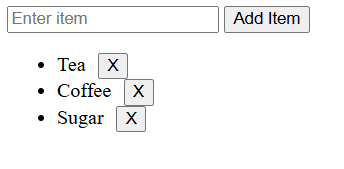 Enter item Add Item
Tea X
Coffee X
Sugar X